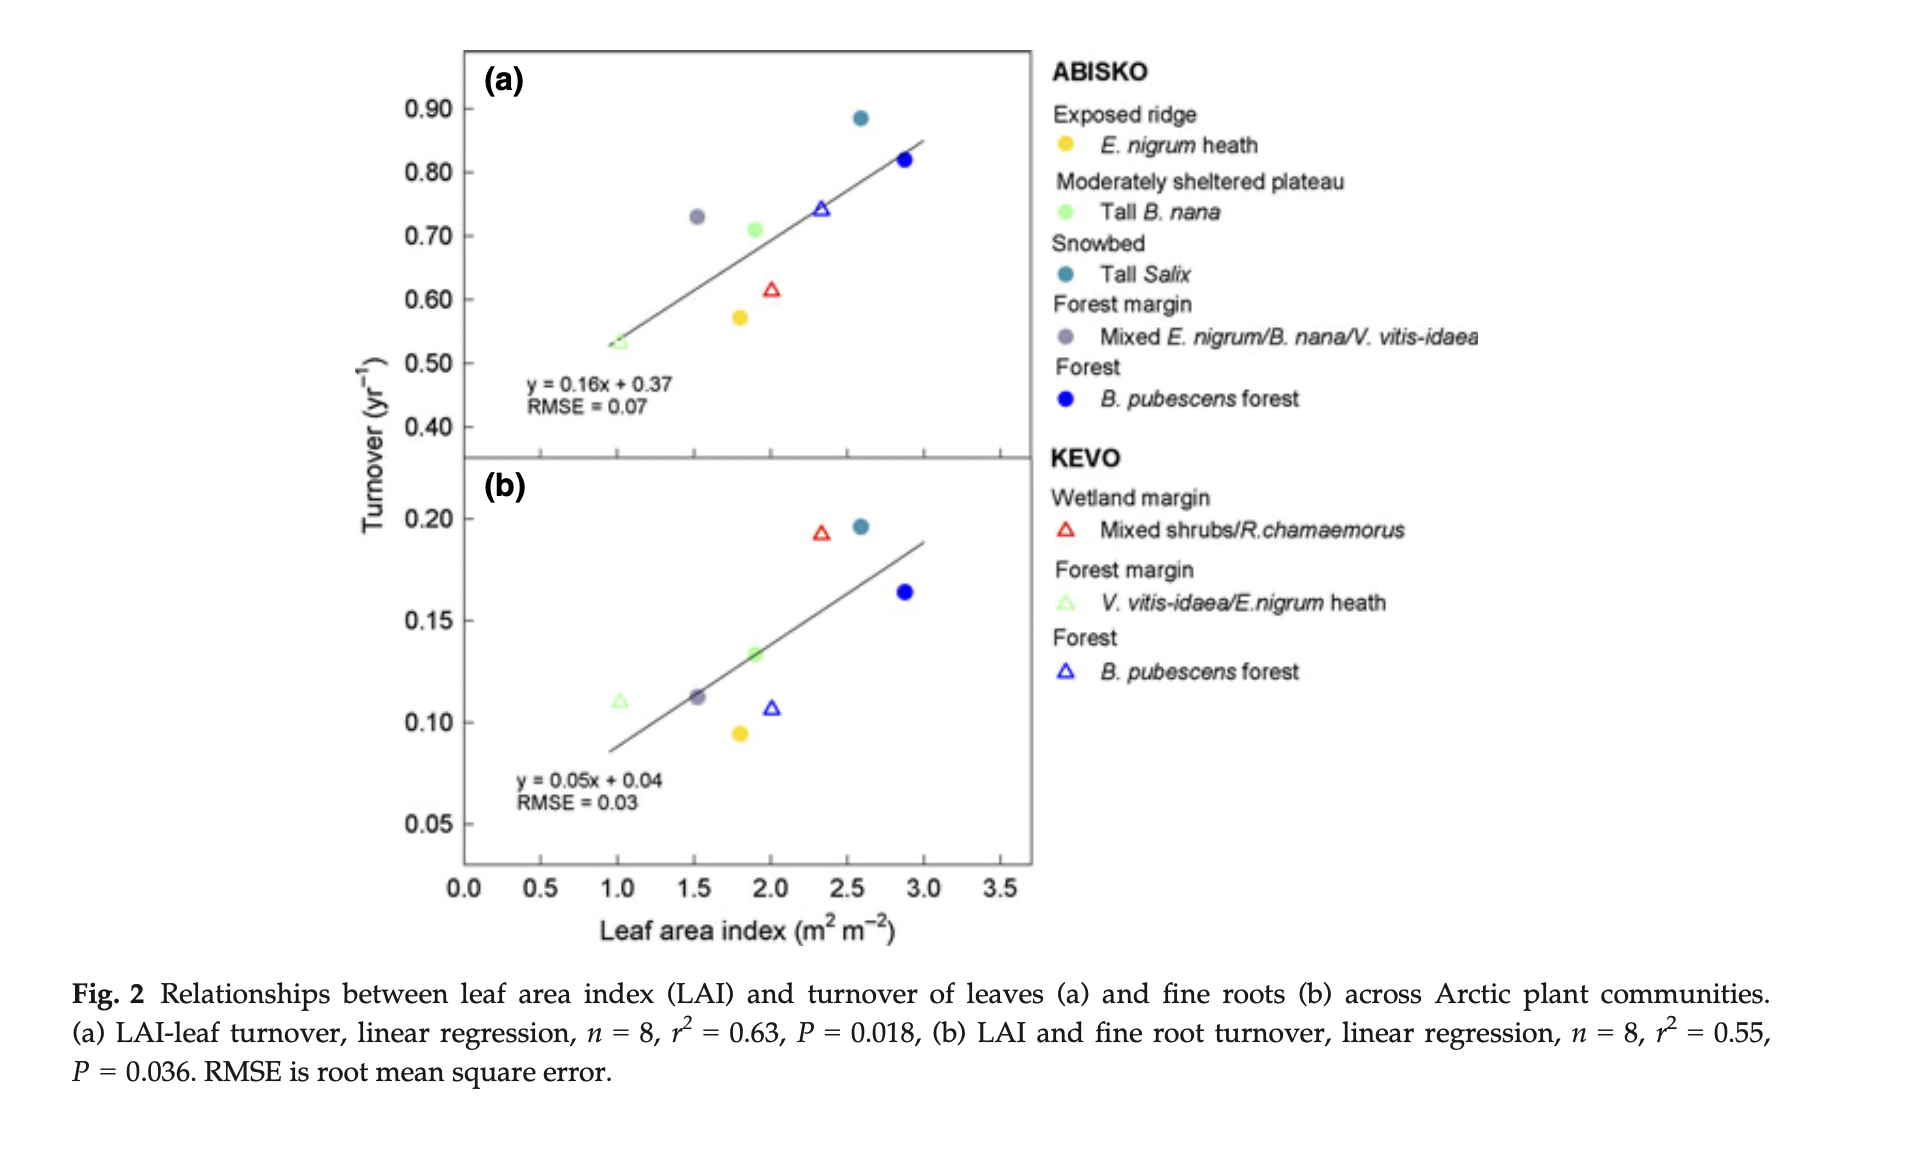 (a)
0.90
0.80
0.70
0.60
0.50
0.40
y = 0.16x + 0.37
RMSE = 0.07
Turnover (yr⁻¹)
(b)
0.20
0.15
0.10
0.05
y = 0.05x + 0.04
RMSE = 0.03
0.0 0.5 1.0 1.5 2.0 2.5 3.0 3.5
Leaf area index (m² m⁻²)
ABISKO
Exposed ridge
E. nigrum heath
Moderately sheltered plateau
Tall B. nana
Snowbed
Tall Salix
Forest margin
Mixed E. nigrum/B. nana/V. vitis-idaea
Forest
B. pubescens forest
KEVO
Wetland margin
Mixed shrubs/R.chamaemorus
Forest margin
V. vitis-idaea/E.nigrum heath
Forest
B. pubescens forest
Fig. 2 Relationships between leaf area index (LAI) and turnover of leaves (a) and fine roots (b) across Arctic plant communities.
(a) LAI-leaf turnover, linear regression, n = 8, r² = 0.63, P = 0.018, (b) LAI and fine root turnover, linear regression, n = 8, r² = 0.55,
P = 0.036. RMSE is root mean square error.